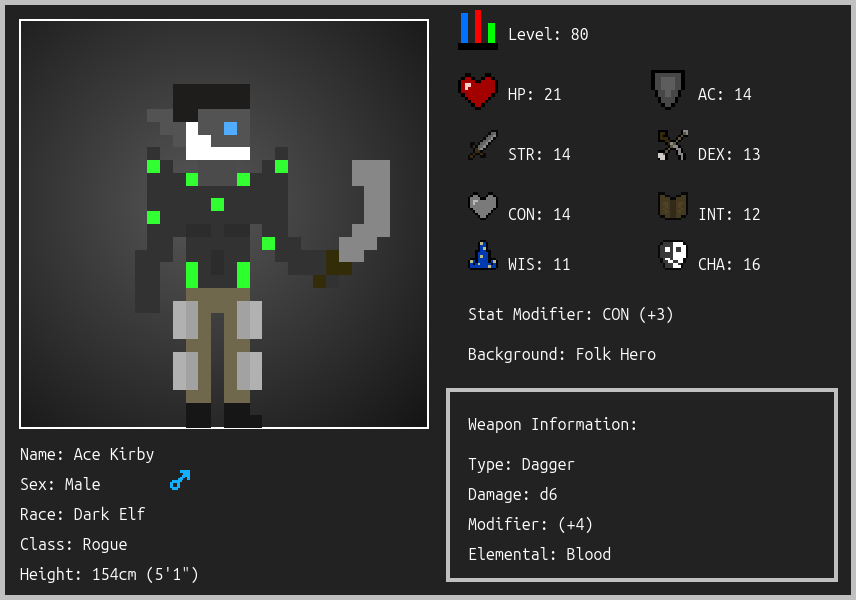 Level: 80
HP: 21
AC: 14
STR: 14
DEX: 13
CON: 14
INT: 12
WIS: 11
CHA: 16
Stat Modifier: CON (+3)
Background: Folk Hero
Weapon Information:
Type: Dagger
Damage: d6
Modifier: (+4)
Elemental: Blood
Name: Ace Kirby
Sex: Male
Race: Dark Elf
Class: Rogue
Height: 154cm (5'1")